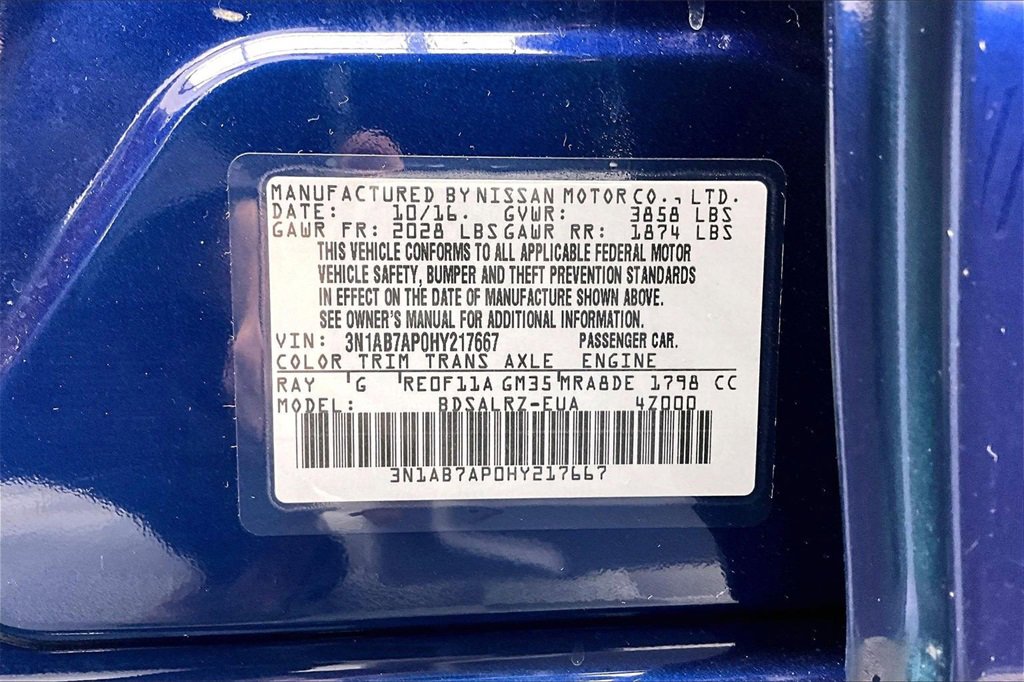 MANUFACTURED BY NISSAN MOTOR CO., LTD.
DATE: 10/16. GVWR: 3858 LBS
GAWR FR: 2028 LBS GAWR RR: 1874 LBS
THIS VEHICLE CONFORMS TO ALL APPLICABLE FEDERAL MOTOR
VEHICLE SAFETY, BUMPER AND THEFT PREVENTION STANDARDS
IN EFFECT ON THE DATE OF MANUFACTURE SHOWN ABOVE.
SEE OWNER'S MANUAL FOR ADDITIONAL INFORMATION.
VIN: 3N1AB7AP0HY217667 PASSENGER CAR.
COLOR TRIM TRANS AXLE ENGINE
RAY G RE0F11A GM35 MRA8DE 1798 CC
MODEL: BDSALRZ-EUA 4Z000
3N1AB7AP0HY217667